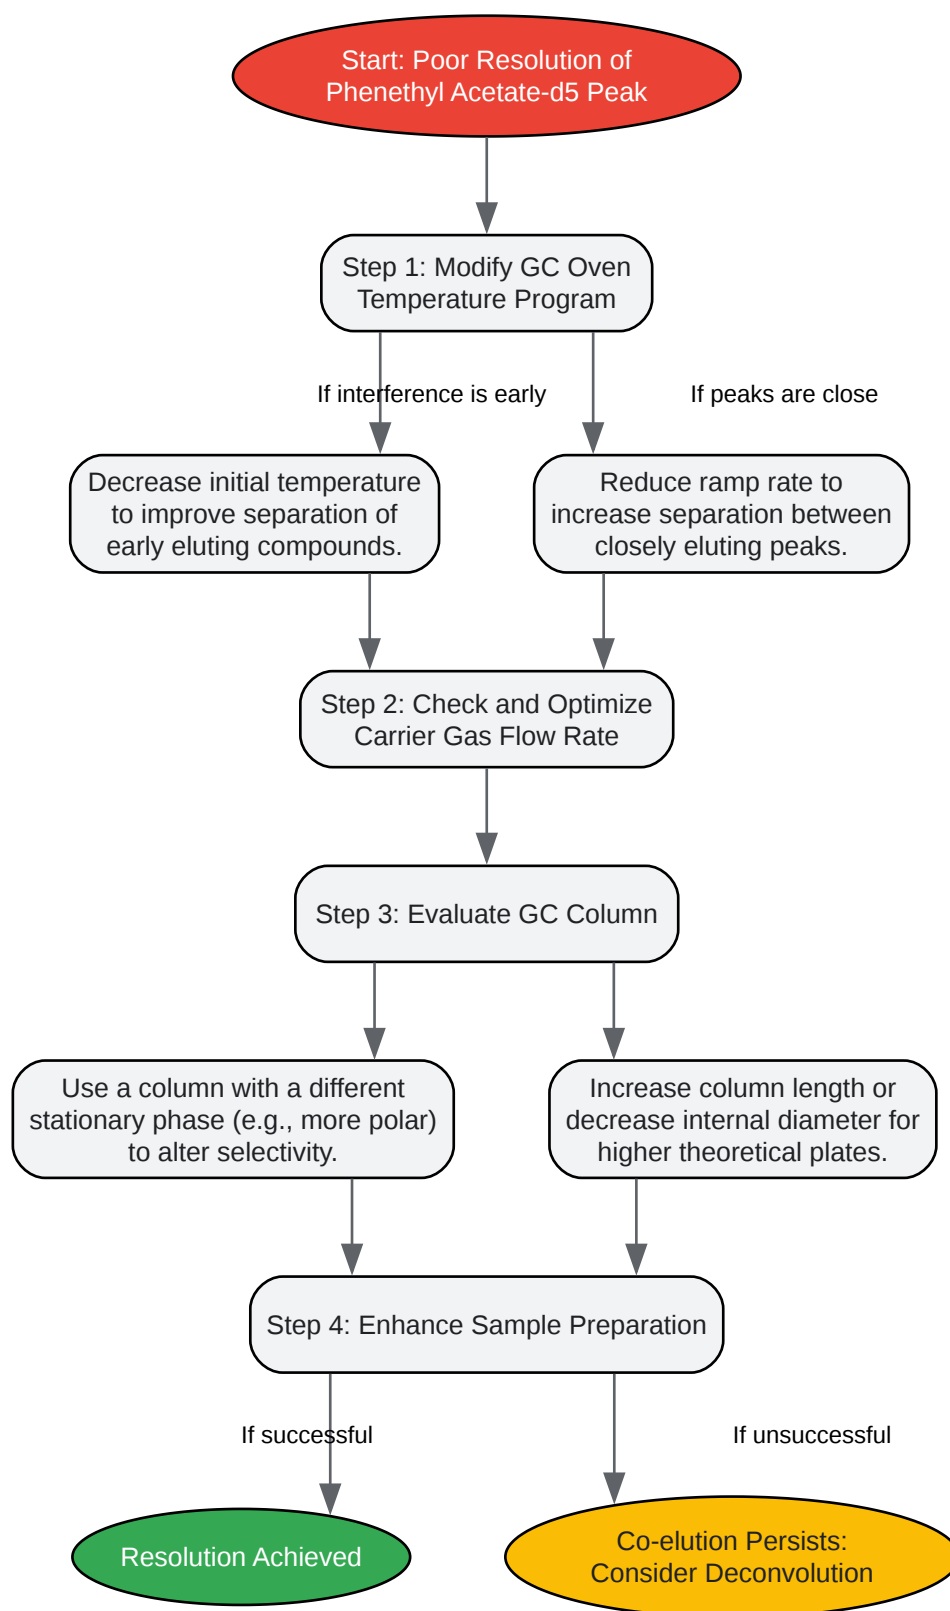 Start: Poor Resolution of
Phenethyl Acetate-d5 Peak
Step 1: Modify GC Oven
Temperature Program
If interference is early
If peaks are close
Decrease initial temperature
to improve separation of
early eluting compounds.
Reduce ramp rate to
increase separation between
closely eluting peaks.
Step 2: Check and Optimize
Carrier Gas Flow Rate
Step 3: Evaluate GC Column
Use a column with a different
stationary phase (e.g., more polar)
to alter selectivity.
Increase column length or
decrease internal diameter for
higher theoretical plates.
Step 4: Enhance Sample Preparation
If successful
If unsuccessful
Resolution Achieved
Co-elution Persists:
Consider Deconvolution